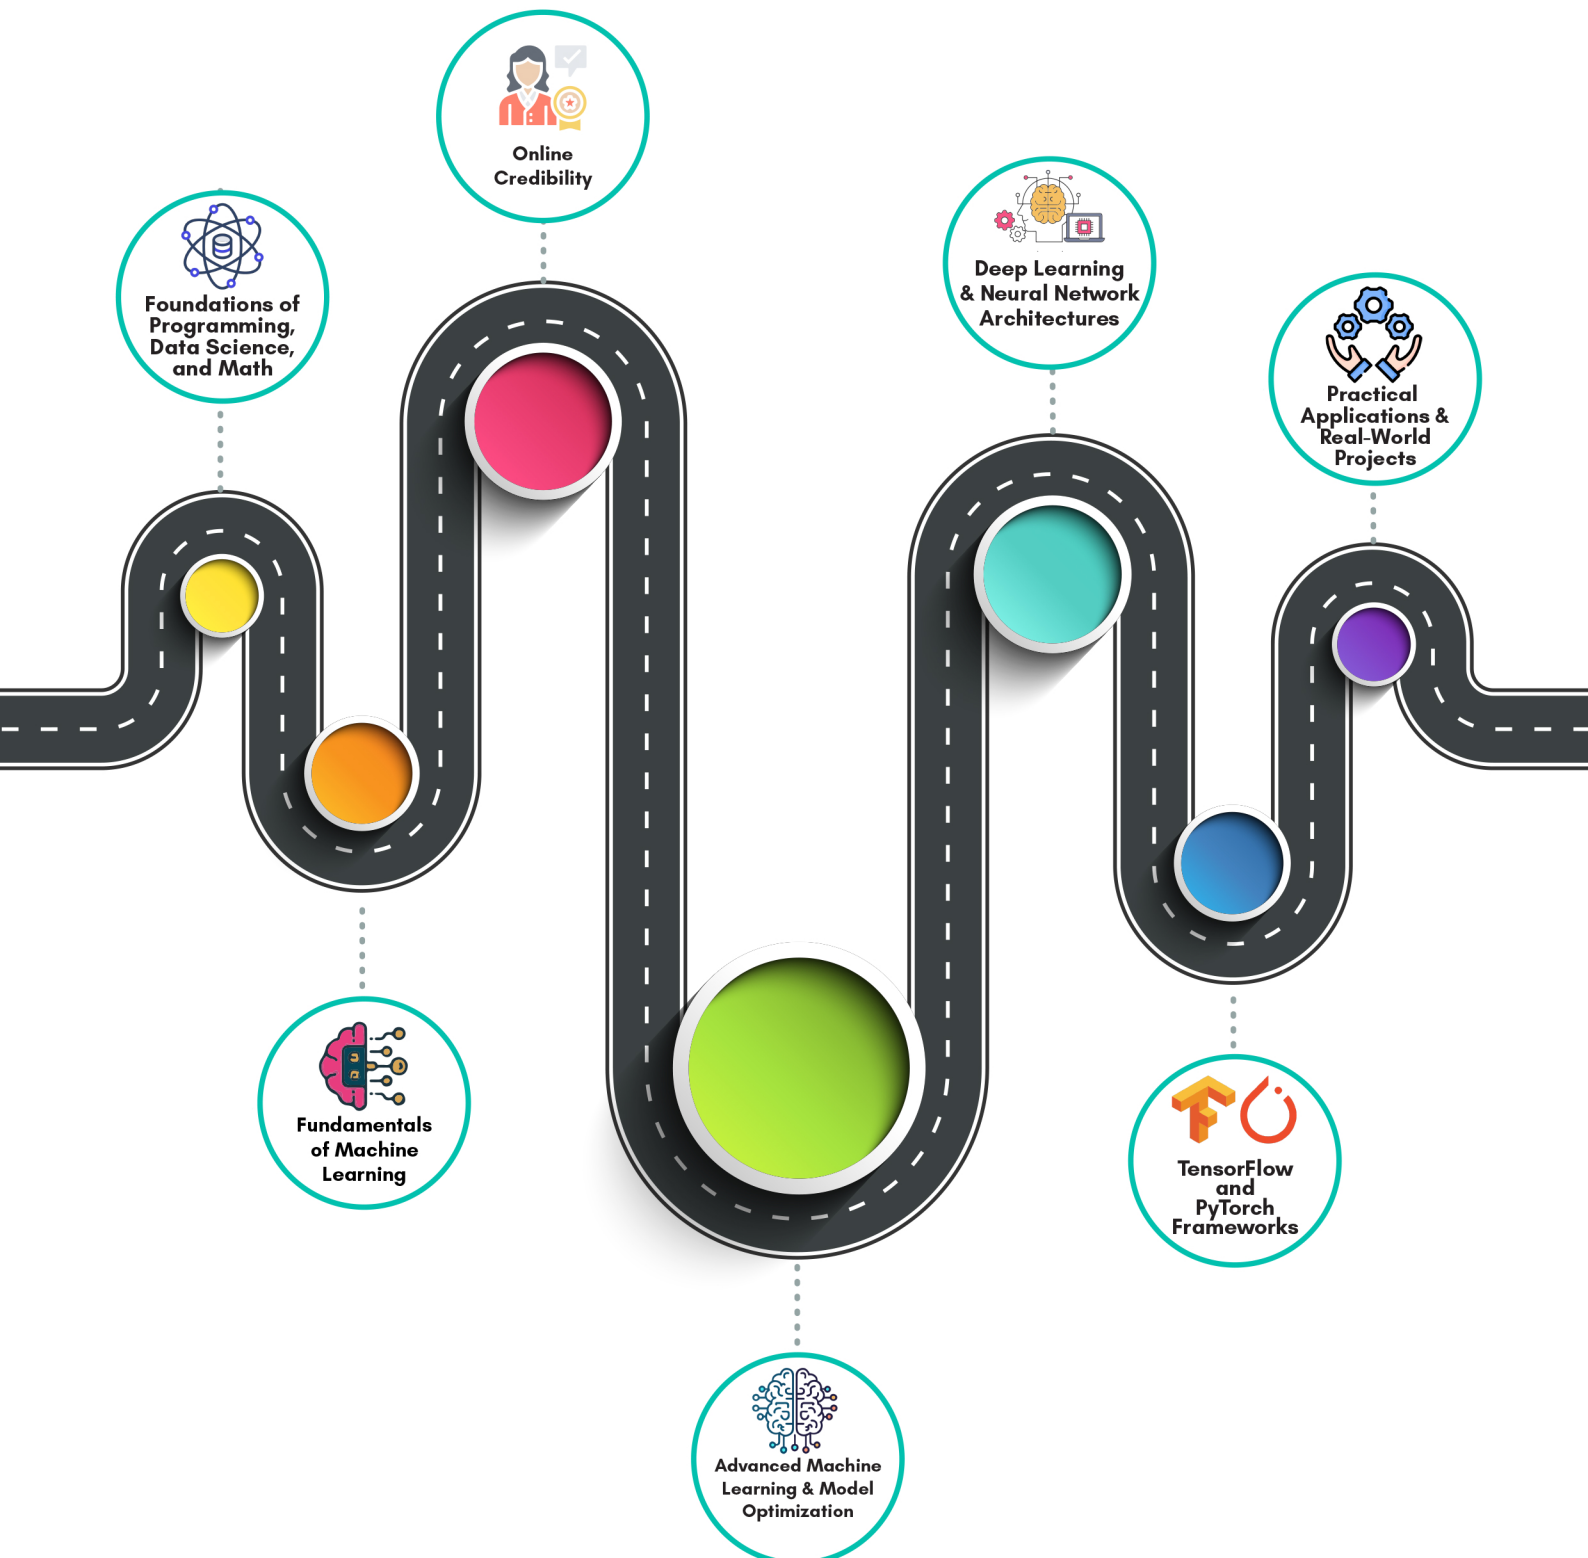 Online
Credibility
Foundations of
Programming,
Data Science,
and Math
Deep Learning
& Neural Network
Architectures
Practical
Applications &
Real-World
Projects
Fundamentals
of Machine
Learning
TensorFlow
and
PyTorch
Frameworks
Advanced Machine
Learning & Model
Optimization